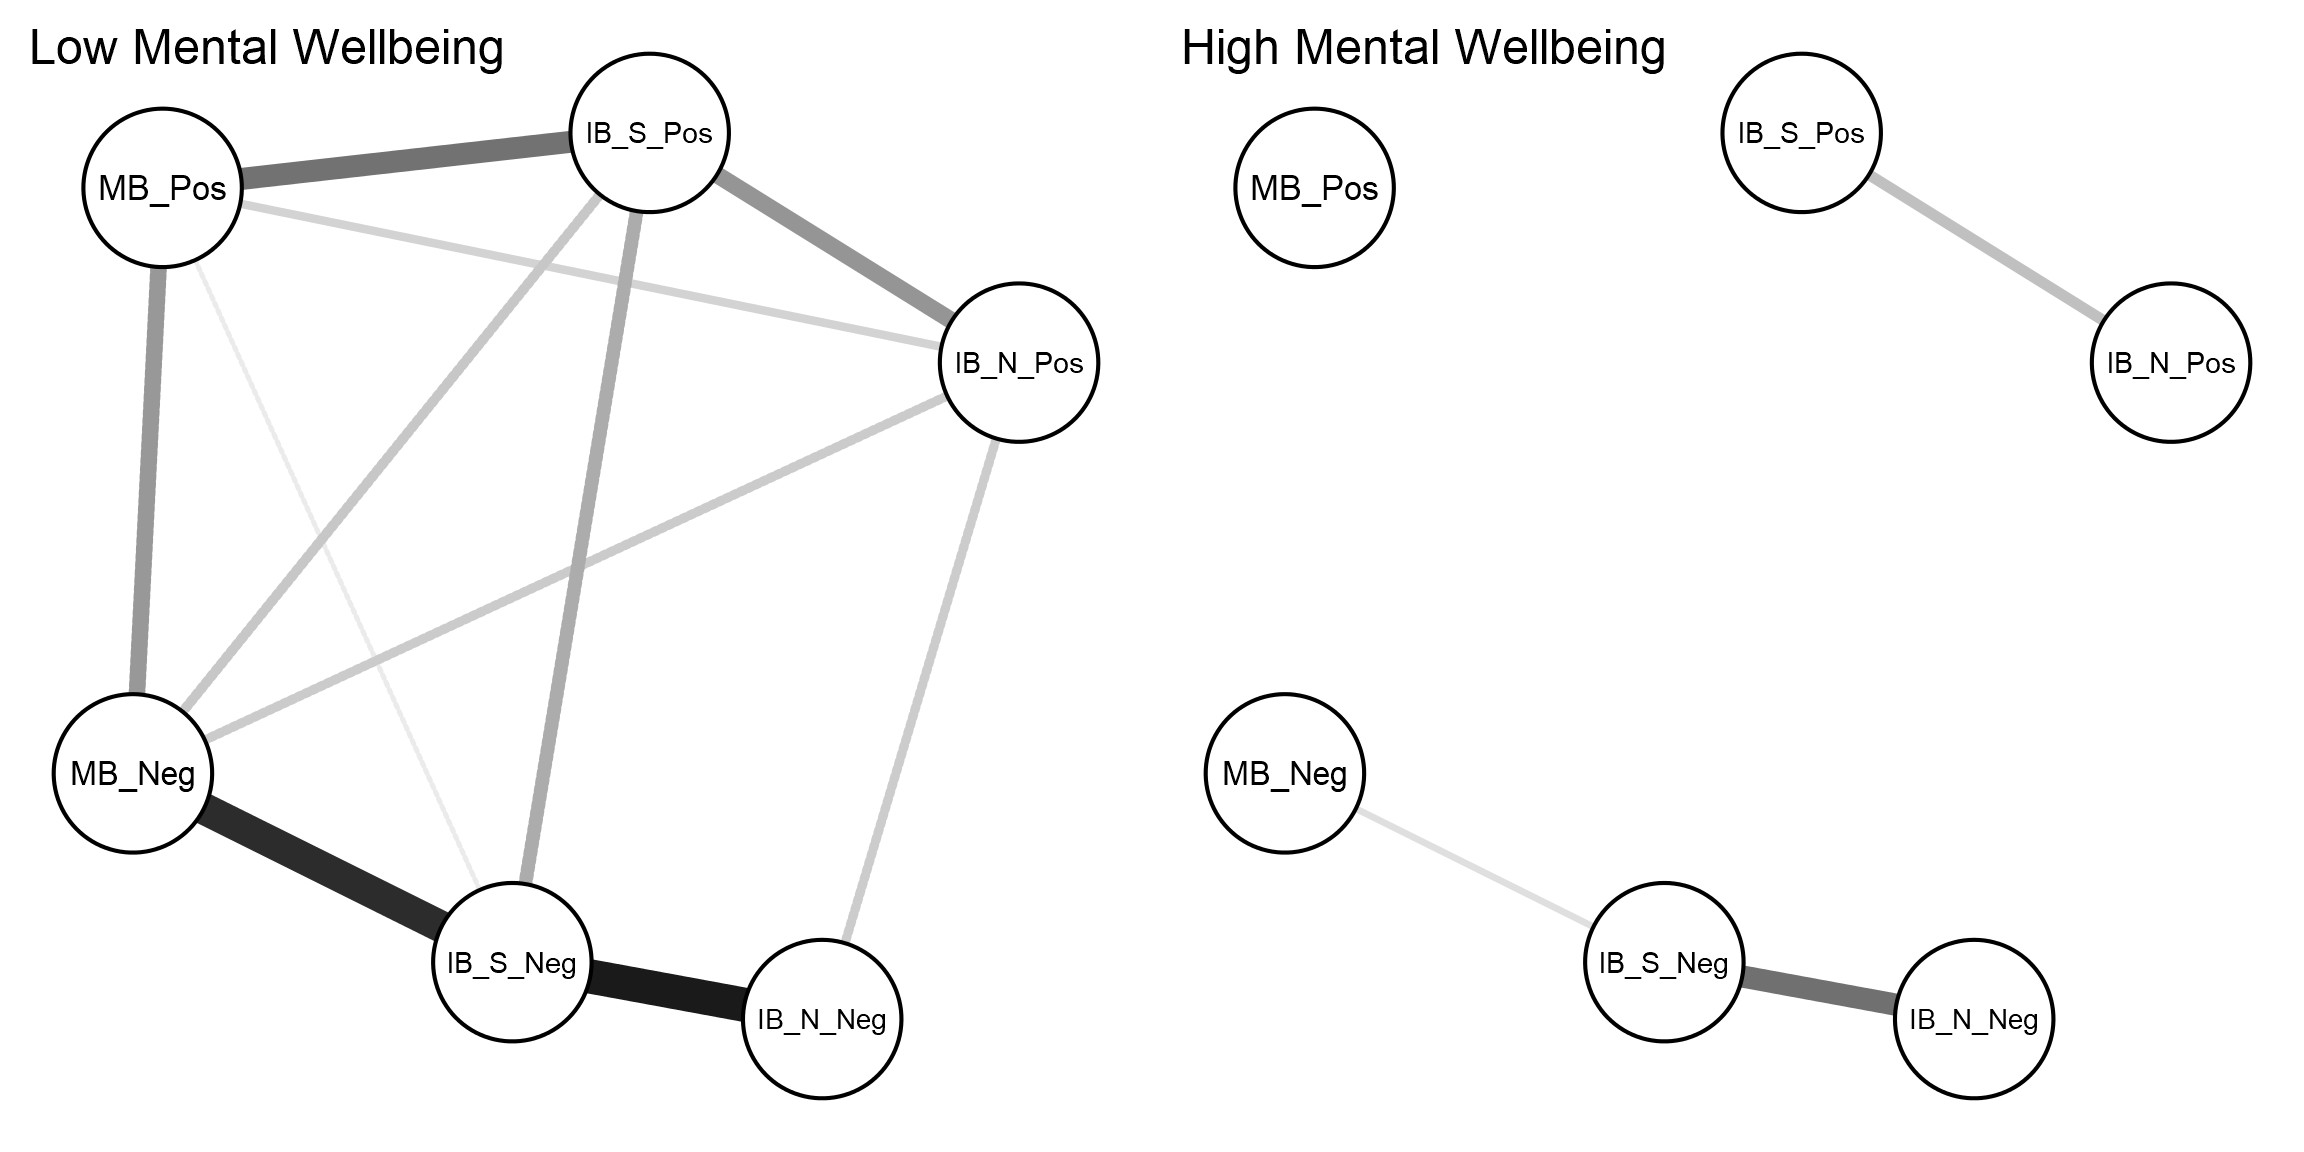 Low Mental Wellbeing
IB_S_Pos
MB_Pos
IB_N_Pos
MB_Neg
IB_S_Neg
IB_N_Neg
High Mental Wellbeing
IB_S_Pos
MB_Pos
IB_N_Pos
MB_Neg
IB_S_Neg
IB_N_Neg